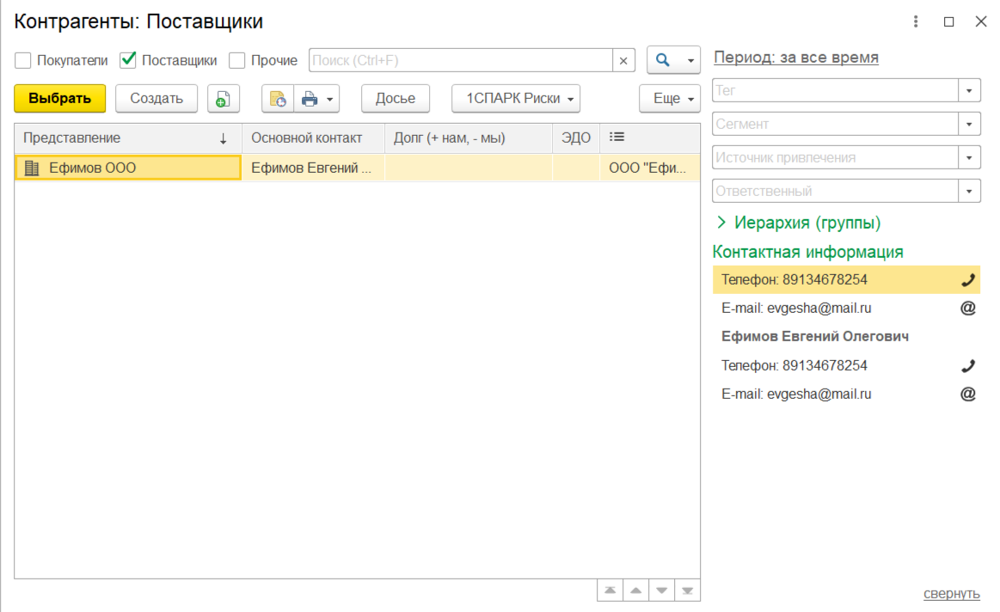 Контрагенты: Поставщики
Покупатели Поставщики Прочие Поиск (Ctrl+F) Период: за все время
Выбрать Создать Досье 1СПАРК Риски Еще
Тег
Сегмент
Источник привлечения
Ответственный
Представление ↓ Основной контакт Долг (+ нам, - мы) ЭДО
Ефимов ООО Ефимов Евгений ... ООО "Ефи...
Иерархия (группы)
Контактная информация
Телефон: 89134678254
E-mail: evgesha@mail.ru @
Ефимов Евгений Олегович
Телефон: 89134678254
E-mail: evgesha@mail.ru @
свернуть